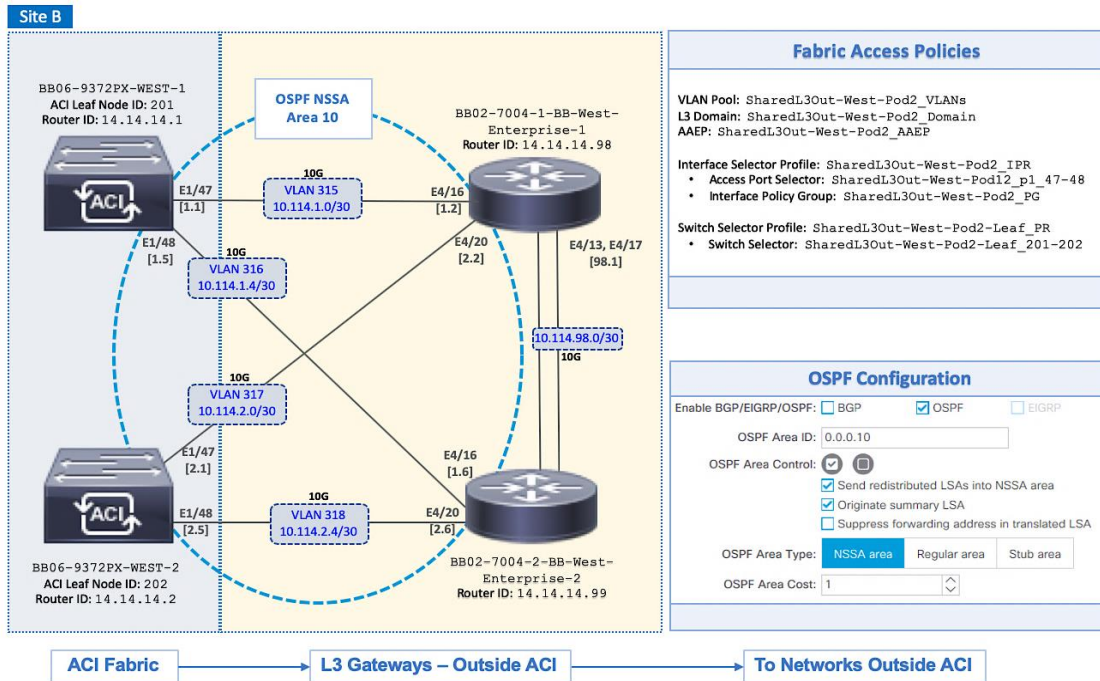 Site B
BB06-9372PX-WEST-1
ACI Leaf Node ID: 201
Router ID: 14.14.14.1
OSPF NSSA
Area 10
BB02-7004-1-BB-West-
Enterprise-1
Router ID: 14.14.14.98
ACI
E1/47
[1.1]
10G
VLAN 315
10.114.1.0/30
E4/16
[1.2]
E1/48
[1.5]
10G
VLAN 316
10.114.1.4/30
E4/20
[2.2]
E4/13, E4/17
[98.1]
10.114.98.0/30
10G
10G
VLAN 317
10.114.2.0/30
E1/47
[2.1]
E4/16
[1.6]
ACI
E1/48
[2.5]
10G
VLAN 318
10.114.2.4/30
E4/20
[2.6]
BB06-9372PX-WEST-2
ACI Leaf Node ID: 202
Router ID: 14.14.14.2
BB02-7004-2-BB-West-
Enterprise-2
Router ID: 14.14.14.99
Fabric Access Policies
VLAN Pool: SharedL3Out-West-Pod2_VLANs
L3 Domain: SharedL3Out-West-Pod2_Domain
AAEP: SharedL3Out-West-Pod2_AAEP
Interface Selector Profile: SharedL3Out-West-Pod2_IPR
• Access Port Selector: SharedL3Out-West-Pod12_p1_47-48
• Interface Policy Group: SharedL3Out-West-Pod2_PG
Switch Selector Profile: SharedL3Out-West-Pod2-Leaf_PR
• Switch Selector: SharedL3Out-West-Pod2-Leaf_201-202
OSPF Configuration
Enable BGP/EIGRP/OSPF: BGP OSPF EIGRP
OSPF Area ID: 0.0.0.10
OSPF Area Control:
Send redistributed LSAs into NSSA area
Originate summary LSA
Suppress forwarding address in translated LSA
OSPF Area Type: NSSA area Regular area Stub area
OSPF Area Cost: 1
ACI Fabric
L3 Gateways – Outside ACI
To Networks Outside ACI